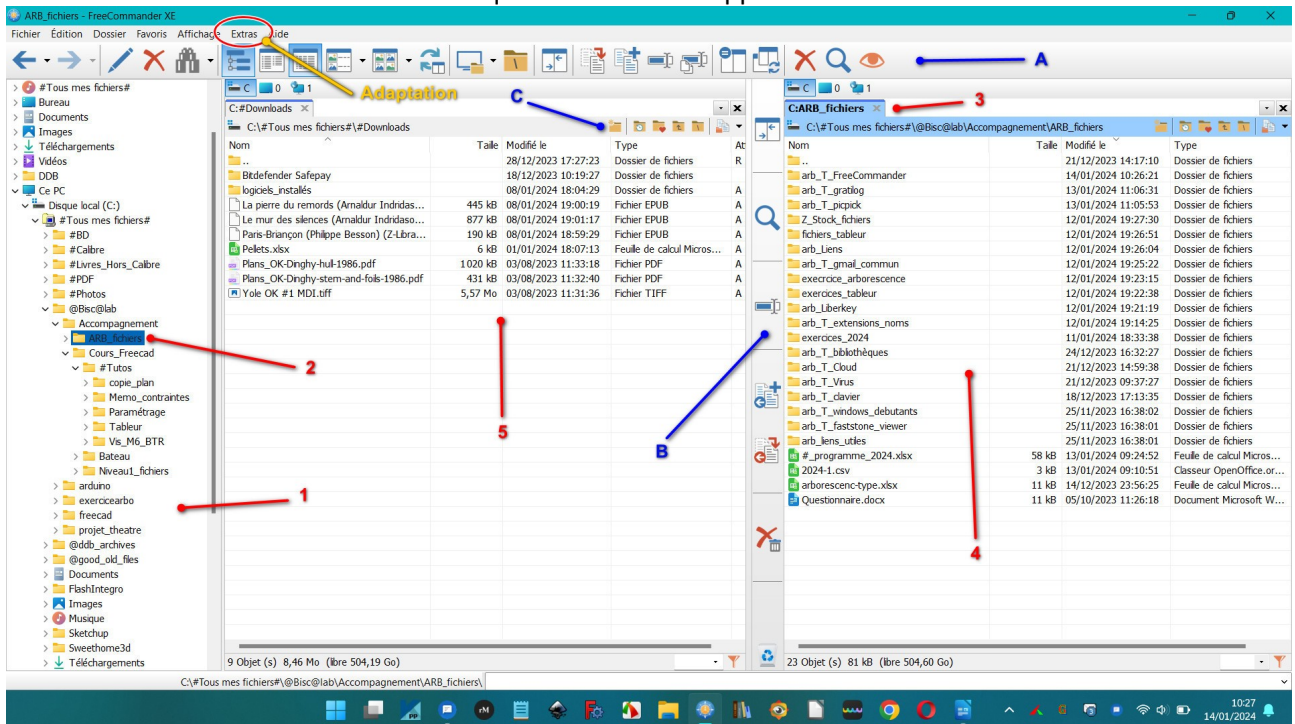 ARB_fichiers - FreeCommander XE
Fichier Édition Dossier Favoris Affichage Extras Aide
A
Adaptation
C
3
#Tous mes fichiers#
Bureau
Documents
Images
Téléchargements
Vidéos
DDB
Ce PC
Disque local (C:)
#Tous mes fichiers#
#BD
#Calibre
#Livres_Hors_Calibre
#PDF
#Photos
@Bisc@lab
Accompagnement
ARB_fichiers
Cours_Freecad
#Tutos
copie_plan
Memo_contraintes
Paramétrage
Tableur
Vis_M6_BTR
Bateau
Niveau1_fichiers
arduino
exercicearbo
freecad
projet_theatre
@ddb_archives
@good_old_files
Documents
FlashIntegro
Images
Musique
Sketchup
Sweethome3d
Téléchargements
2
1
C 0 1
C:#Downloads
C:\#Tous mes fichiers#\#Downloads
Nom Taille Modifié le Type At
.. 28/12/2023 17:27:23 Dossier de fichiers R
Bitdefender Safepay 18/12/2023 10:19:27 Dossier de fichiers
logiciels_installés 08/01/2024 18:04:29 Dossier de fichiers A
La pierre du remords (Arnaldur Indridas... 445 kB 08/01/2024 19:00:19 Fichier EPUB A
Le mur des silences (Arnaldur Indridaso... 877 kB 08/01/2024 19:01:17 Fichier EPUB A
Paris-Briançon (Philippe Besson) (Z-Libra... 190 kB 08/01/2024 18:59:29 Fichier EPUB A
Pellets.xlsx 6 kB 01/01/2024 18:07:13 Feuille de calcul Micros... A
Plans_OK-Dinghy-hull-1986.pdf 1020 kB 03/08/2023 11:33:18 Fichier PDF A
Plans_OK-Dinghy-stem-and-foils-1986.pdf 431 kB 03/08/2023 11:32:40 Fichier PDF A
Yole OK #1 MDI.tiff 5,57 Mo 03/08/2023 11:31:36 Fichier TIFF A
5
B
9 Objet (s) 8,46 Mo (libre 504,19 Go)
C 0 1
C:ARB_fichiers
C:\#Tous mes fichiers#\@Bisc@lab\Accompagnement\ARB_fichiers
Nom Taille Modifié le Type
.. 21/12/2023 14:17:10 Dossier de fichiers
arb_T_FreeCommander 14/01/2024 10:26:21 Dossier de fichiers
arb_T_gratilog 13/01/2024 11:06:31 Dossier de fichiers
arb_T_picpick 13/01/2024 11:05:53 Dossier de fichiers
Z_Stock_fichiers 12/01/2024 19:27:30 Dossier de fichiers
fichiers_tableur 12/01/2024 19:26:51 Dossier de fichiers
arb_Liens 12/01/2024 19:26:04 Dossier de fichiers
arb_T_gmail_commun 12/01/2024 19:25:22 Dossier de fichiers
execrcice_arborescence 12/01/2024 19:23:15 Dossier de fichiers
exercices_tableur 12/01/2024 19:22:38 Dossier de fichiers
arb_Liberkey 12/01/2024 19:21:19 Dossier de fichiers
arb_T_extensions_noms 12/01/2024 19:14:25 Dossier de fichiers
exercices_2024 11/01/2024 18:33:38 Dossier de fichiers
arb_T_bibliothèques 24/12/2023 16:32:27 Dossier de fichiers
arb_T_Cloud 21/12/2023 14:59:38 Dossier de fichiers
arb_T_Virus 21/12/2023 09:37:27 Dossier de fichiers
arb_T_clavier 18/12/2023 17:13:35 Dossier de fichiers
arb_T_windows_debutants 25/11/2023 16:38:02 Dossier de fichiers
arb_T_faststone_viewer 25/11/2023 16:38:01 Dossier de fichiers
arb_liens_utiles 25/11/2023 16:38:01 Dossier de fichiers
#_programme_2024.xlsx 58 kB 13/01/2024 09:24:52 Feuille de calcul Micros...
2024-1.csv 3 kB 13/01/2024 09:10:51 Classeur OpenOffice.or...
arborescenc-type.xlsx 11 kB 14/12/2023 23:56:25 Feuille de calcul Micros...
Questionnaire.docx 11 kB 05/10/2023 11:26:18 Document Microsoft W...
4
23 Objet (s) 81 kB (libre 504,60 Go)
C:\#Tous mes fichiers#\@Bisc@lab\Accompagnement\ARB_fichiers\
10:27
14/01/2024